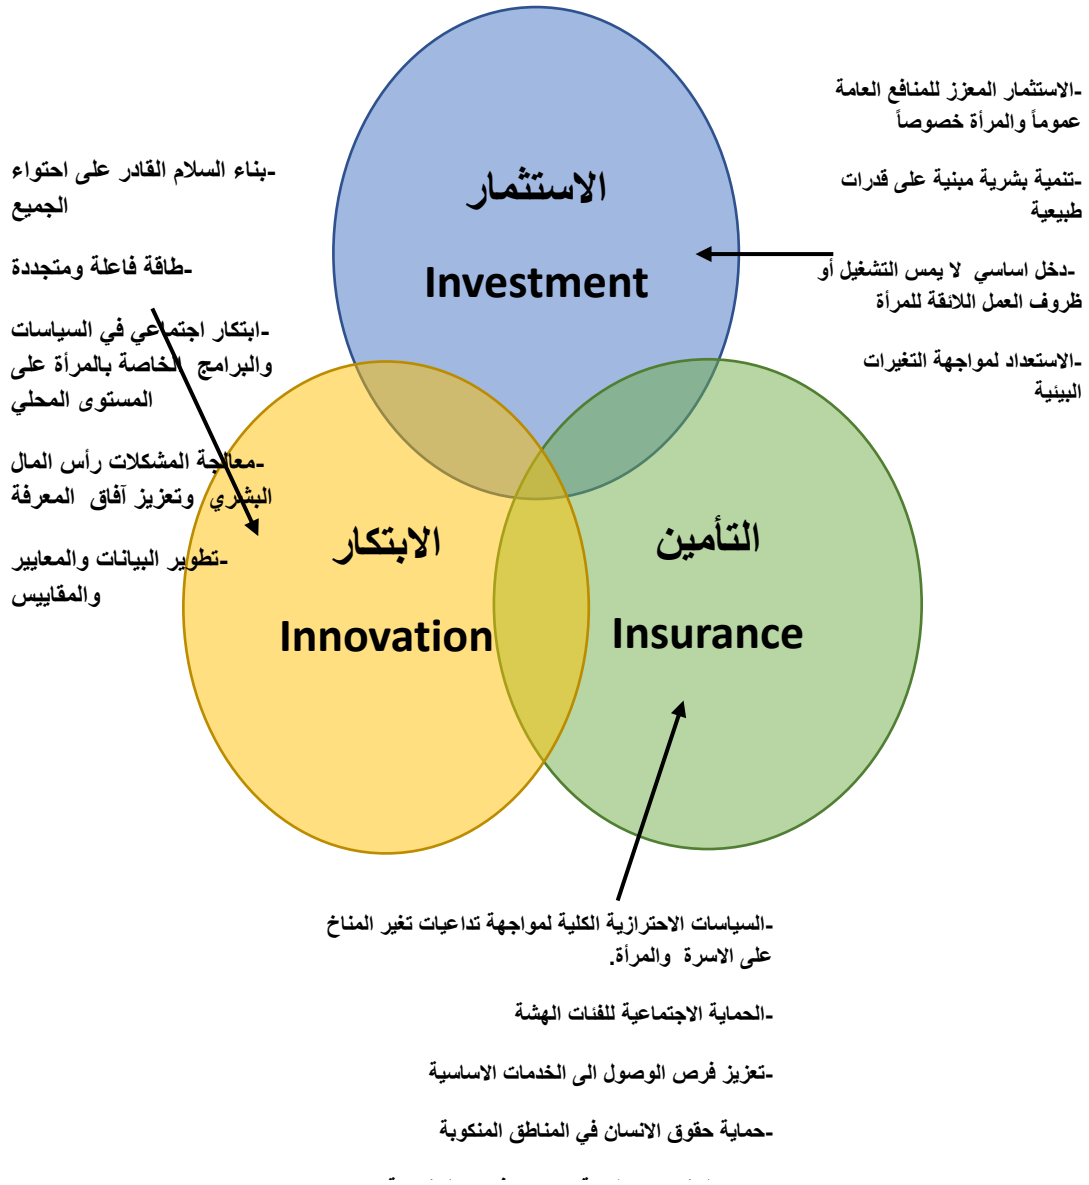 -الاستثمار المعزز للمنافع العامة
عموماً والمرأة خصوصاً
-تنمية بشرية مبنية على قدرات
طبيعية
-دخل اساسي لا يمس التشغيل أو
ظروف العمل اللائقة للمرأة
-الاستعداد لمواجهة التغيرات
البيئية
الاستثمار
Investment
-بناء السلام القادر على احتواء
الجميع
-طاقة فاعلة ومتجددة
-ابتكار اجتماعي في السياسات
والبرامج الخاصة بالمرأة على
المستوى المحلي
-معالجة المشكلات رأس المال
البشري وتعزيز آفاق المعرفة
-تطوير البيانات والمعايير
والمقاييس
التأمين
Insurance
الابتكار
Innovation
-السياسات الاحترازية الكلية لمواجهة تداعيات تغير المناخ
على الاسرة والمرأة.
-الحماية الاجتماعية للفئات الهشة
-تعزيز فرص الوصول الى الخدمات الاساسية
-حماية حقوق الانسان في المناطق المنكوبة